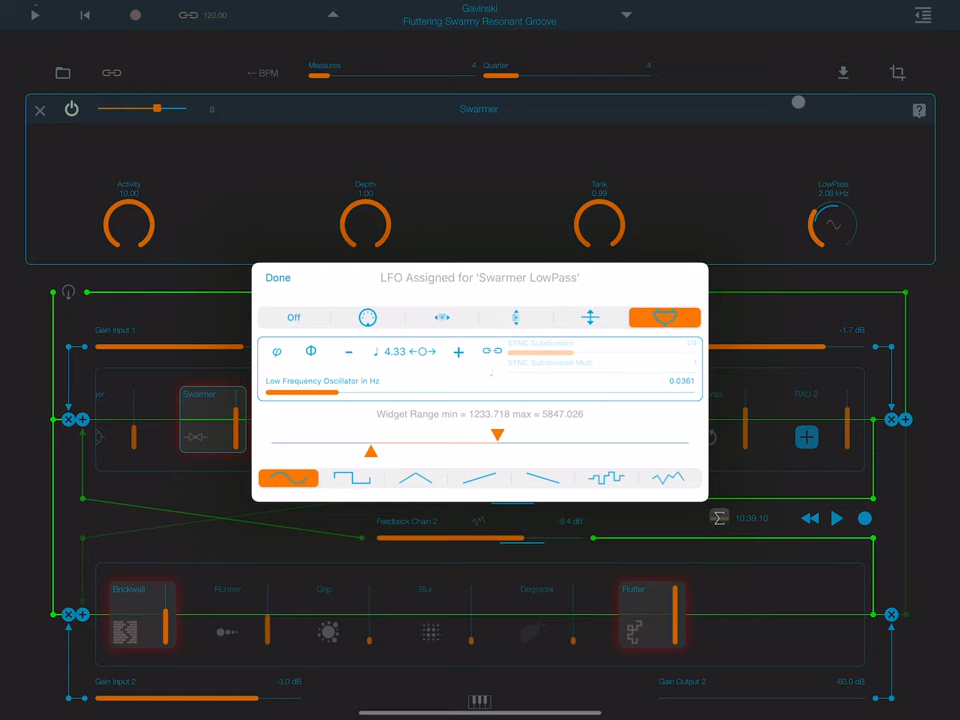 Gavinski
120.00
Fluttering Swarmy Resonant Groove
← BPM
Measures
4
Quarter
4
S
Swarmer
?
Activity
10.00
Depth
1.00
Tank
0.99
LowPass
2.08 kHz
Done
LFO Assigned for 'Swarmer LowPass'
Off
φ
Φ
-
4.33
+
SYNC Subdivision
1/4
SYNC Subdivision Mult.
1
Low Frequency Oscillator in Hz
0.0361
Widget Range min = 1233.718 max = 5847.026
Gain Input 1
-1.7 dB
Swarmer
RAU 2
Σ
10:39.10
Feedback Chain 2
-8.4 dB
Brickwall
Runner
Grip
Blur
Degrader
Flutter
Gain Input 2
-3.0 dB
Gain Output 2
-60.0 dB